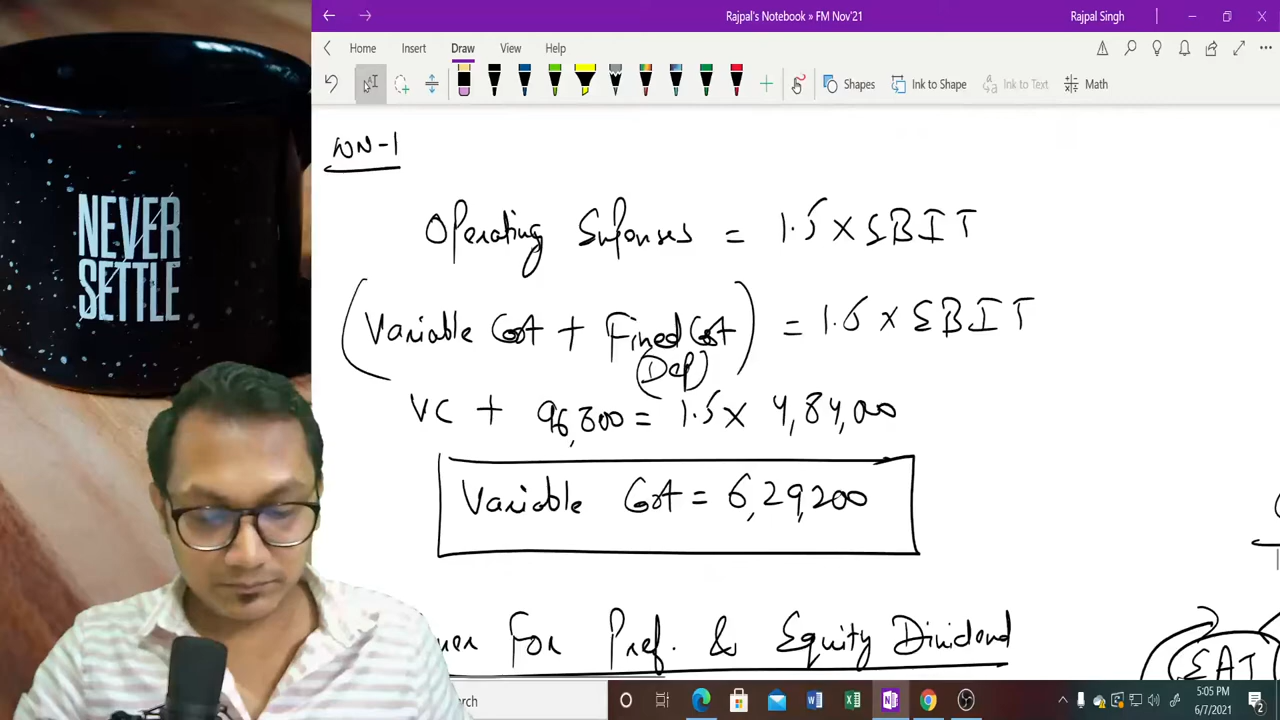 Rajpal's Notebook » FM Nov'21
Rajpal Singh
Home Insert Draw View Help
Shapes Ink to Shape Ink to Text Math
NEVER
SETTLE
WN-1
Operating Expenses = 1.5 × EBIT
(Variable Cost + Fixed Cost) = 1.5 × EBIT
(Dep)
VC + 96,800 = 1.5 × 4,84,000
Variable Cost = 6,29,200
For Pref. & Equity Dividend
EAT
rch
5:05 PM
6/7/2021